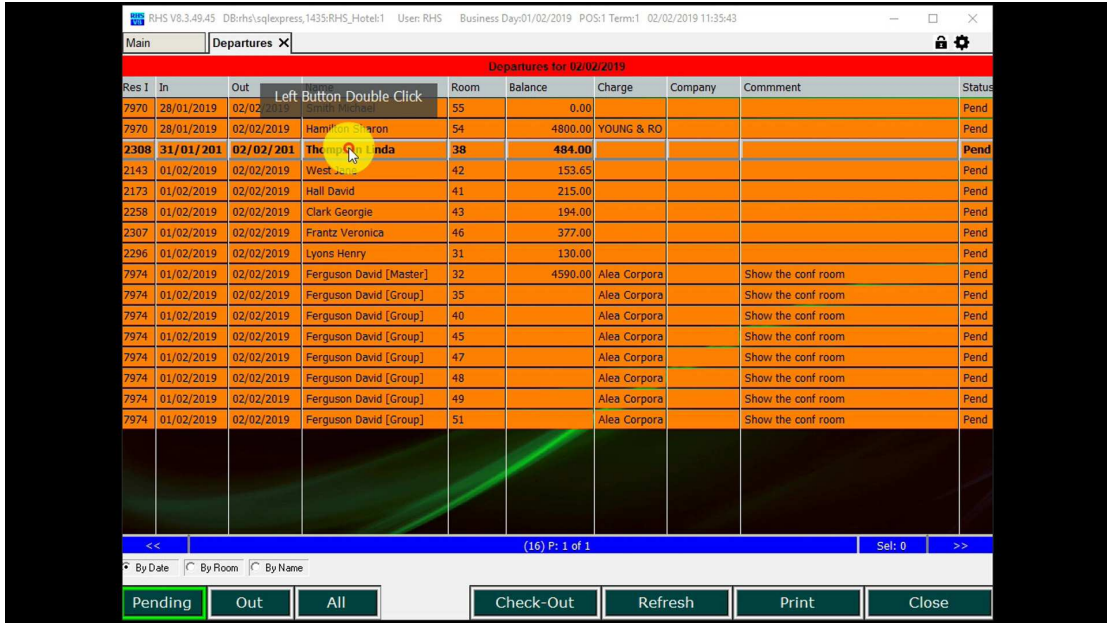 RHS V8.3.49.45 DB:rhs\sqlexpress,1435:RHS_Hotel:1 User: RHS Business Day:01/02/2019 POS:1 Term:1 02/02/2019 11:35:43
Main Departures X
Departures for 02/02/2019
Res I In Out Name Room Balance Charge Company Commment Status
Left Button Double Click
7970 28/01/2019 02/02/2019 Smith Michael 55 0.00 Pend
7970 28/01/2019 02/02/2019 Hamilton Sharon 54 4800.00 YOUNG & RO Pend
2308 31/01/201 02/02/201 Thompson Linda 38 484.00 Pend
2143 01/02/2019 02/02/2019 West Jane 42 153.65 Pend
2173 01/02/2019 02/02/2019 Hall David 41 215.00 Pend
2258 01/02/2019 02/02/2019 Clark Georgie 43 194.00 Pend
2307 01/02/2019 02/02/2019 Frantz Veronica 46 377.00 Pend
2296 01/02/2019 02/02/2019 Lyons Henry 31 130.00 Pend
7974 01/02/2019 02/02/2019 Ferguson David [Master] 32 4590.00 Alea Corpora Show the conf room Pend
7974 01/02/2019 02/02/2019 Ferguson David [Group] 35 Alea Corpora Show the conf room Pend
7974 01/02/2019 02/02/2019 Ferguson David [Group] 40 Alea Corpora Show the conf room Pend
7974 01/02/2019 02/02/2019 Ferguson David [Group] 45 Alea Corpora Show the conf room Pend
7974 01/02/2019 02/02/2019 Ferguson David [Group] 47 Alea Corpora Show the conf room Pend
7974 01/02/2019 02/02/2019 Ferguson David [Group] 48 Alea Corpora Show the conf room Pend
7974 01/02/2019 02/02/2019 Ferguson David [Group] 49 Alea Corpora Show the conf room Pend
7974 01/02/2019 02/02/2019 Ferguson David [Group] 51 Alea Corpora Show the conf room Pend
<< (16) P: 1 of 1 Sel: 0 >>
By Date By Room By Name
Pending Out All Check-Out Refresh Print Close